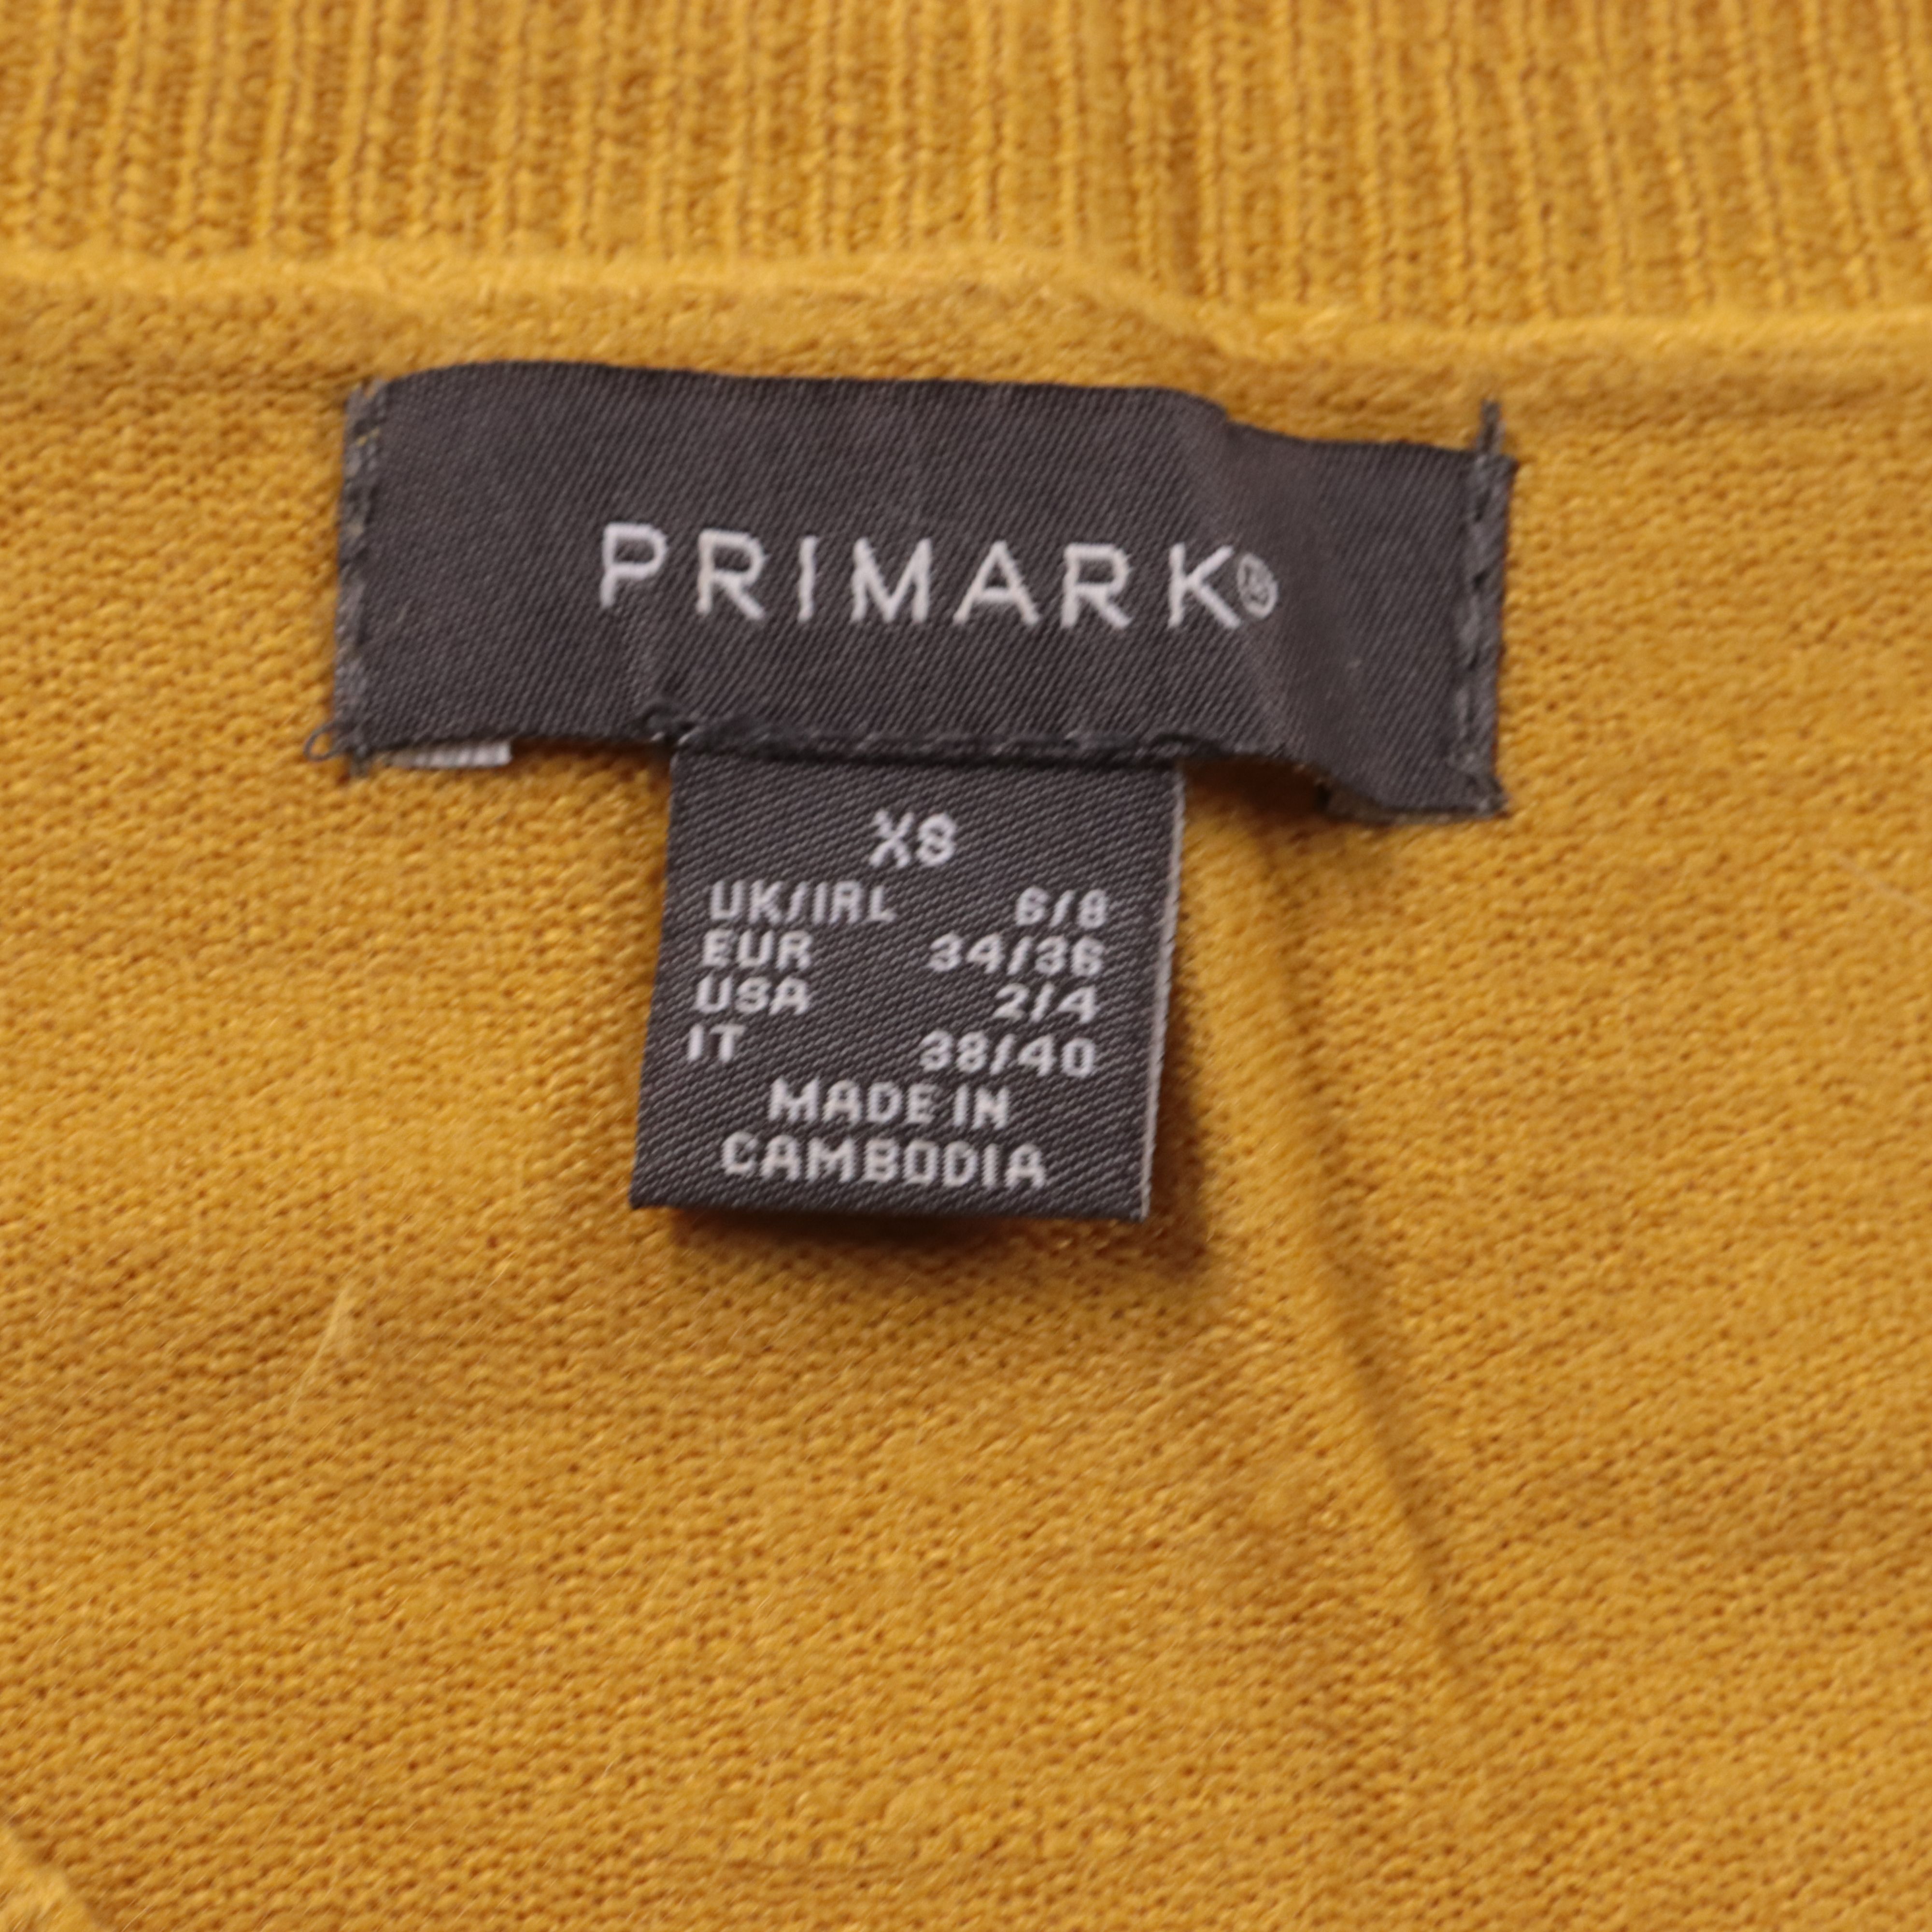 PRIMARK®
XS
UK/IRL 6/8
EUR 34/36
USA 2/4
IT 38/40
MADE IN
CAMBODIA